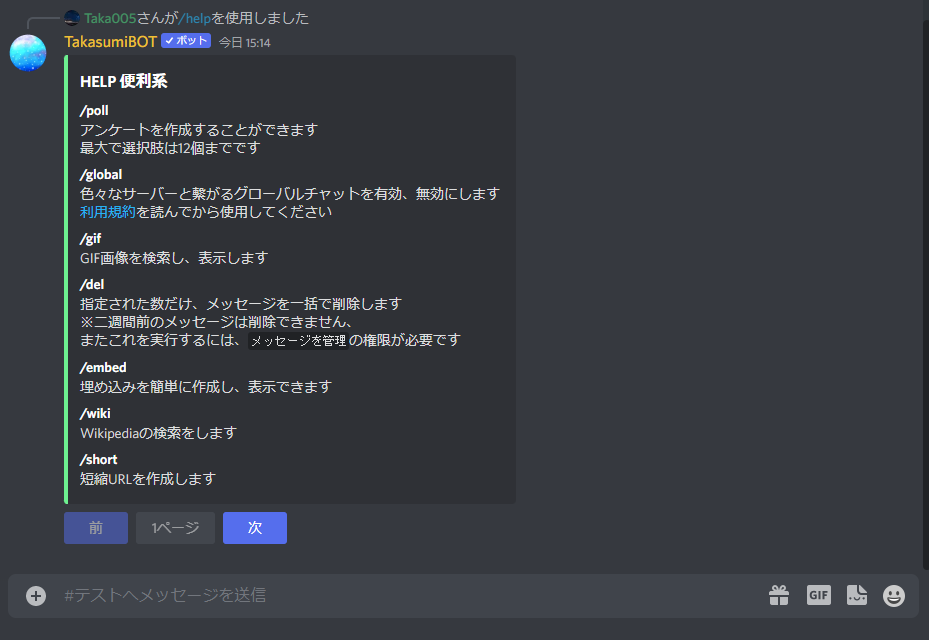 Taka005さんが/helpを使用しました
TakasumiBOT ✓ボット 今日 15:14
HELP 便利系
/poll
アンケートを作成することができます
最大で選択肢は12個までです
/global
色々なサーバーと繋がるグローバルチャットを有効、無効にします
利用規約を読んでから使用してください
/gif
GIF画像を検索し、表示します
/del
指定された数だけ、メッセージを一括で削除します
※二週間前のメッセージは削除できません、
またこれを実行するには、メッセージを管理の権限が必要です
/embed
埋め込みを簡単に作成し、表示できます
/wiki
Wikipediaの検索をします
/short
短縮URLを作成します
前 1ページ 次
#テストへメッセージを送信 GIF